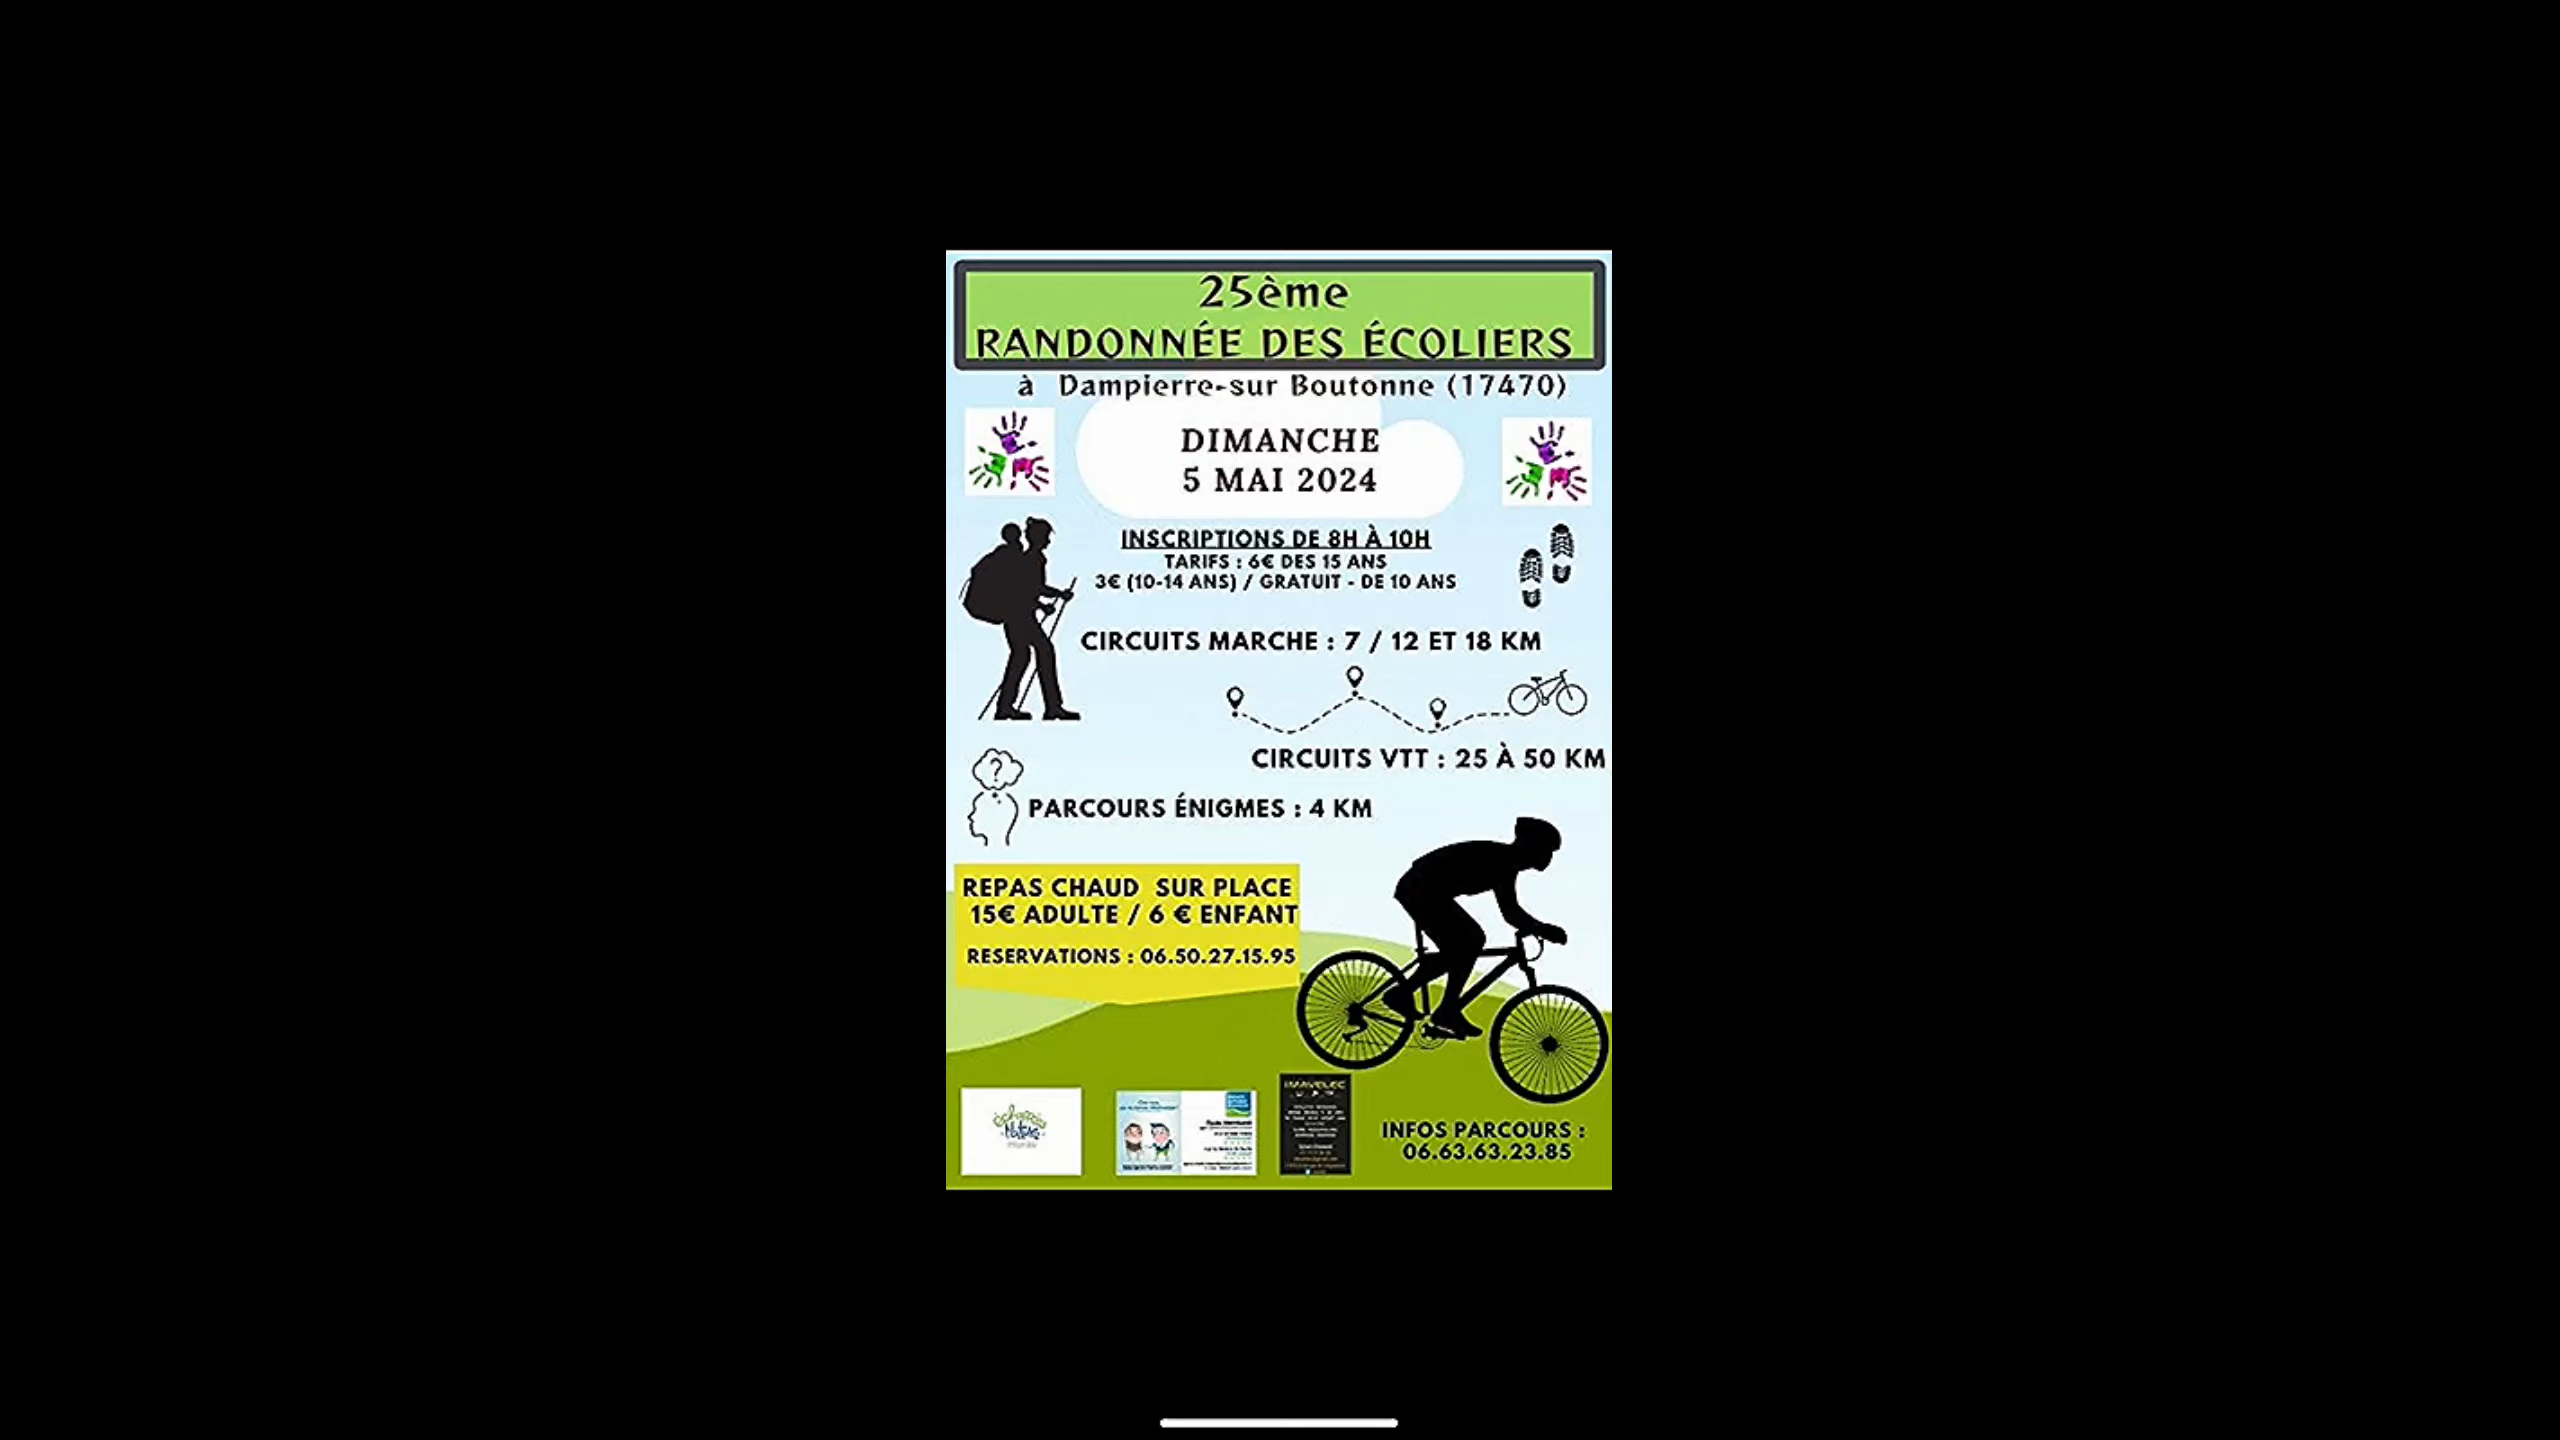 25ème
RANDONNÉE DES ÉCOLIERS
à Dampierre-sur Boutonne (17470)
DIMANCHE
5 MAI 2024
INSCRIPTIONS DE 8H À 10H
TARIFS : 6€ DES 15 ANS
3€ (10-14 ANS) / GRATUIT - DE 10 ANS
CIRCUITS MARCHE : 7 / 12 ET 18 KM
CIRCUITS VTT : 25 À 50 KM
?
PARCOURS ÉNIGMES : 4 KM
REPAS CHAUD SUR PLACE
15€ ADULTE / 6 € ENFANT
RESERVATIONS : 06.50.27.15.95
Nature
IMAVELEC
INFOS PARCOURS :
06.63.63.23.85